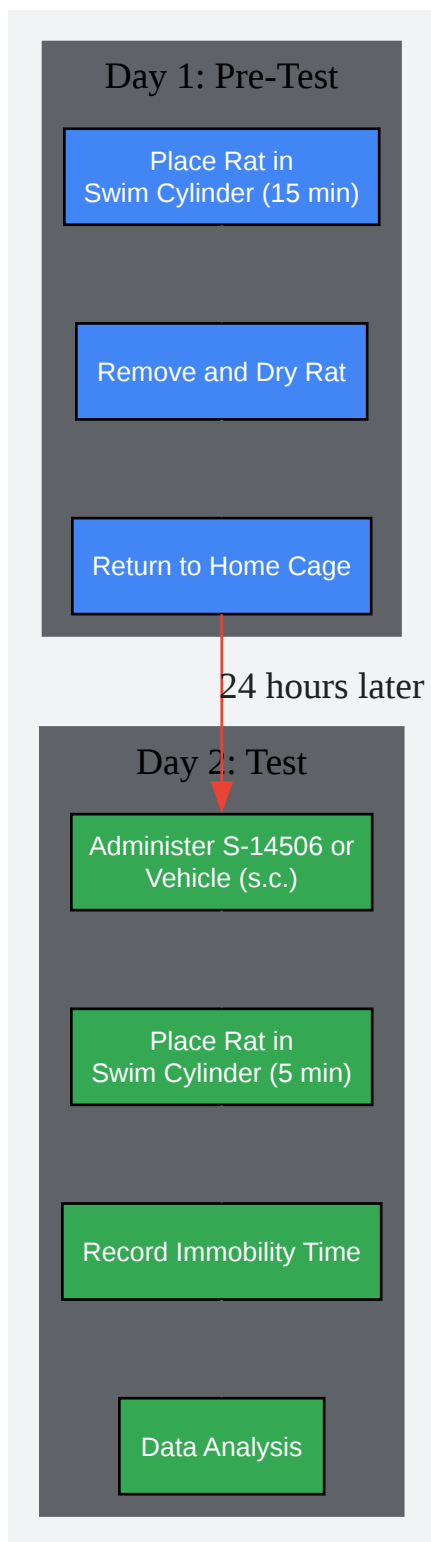 Day 1: Pre-Test
Place Rat in
Swim Cylinder (15 min)
Remove and Dry Rat
Return to Home Cage
24 hours later
Day 2: Test
Administer S-14506 or
Vehicle (s.c.)
Place Rat in
Swim Cylinder (5 min)
Record Immobility Time
Data Analysis